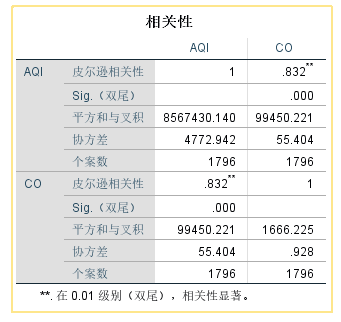 相关性
AQI CO
AQI 皮尔逊相关性 1 .832**
Sig.（双尾） .000
平方和与叉积 8567430.140 99450.221
协方差 4772.942 55.404
个案数 1796 1796
CO 皮尔逊相关性 .832** 1
Sig.（双尾） .000
平方和与叉积 99450.221 1666.225
协方差 55.404 .928
个案数 1796 1796
**. 在 0.01 级别（双尾），相关性显著。